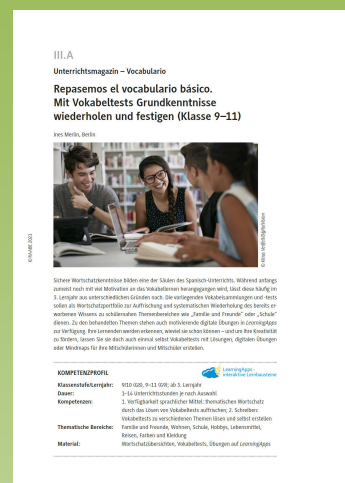 III.A
Unterrichtsmagazin – Vocabulario
Repasemos el vocabulario básico.
Mit Vokabeltests Grundkenntnisse
wiederholen und festigen (Klasse 9–11)
Ines Merlin, Berlin
© RAABE 2021
Sichere Wortschatzkenntnisse bilden eine der Säulen des Spanisch-Unterrichts. Während anfangs
zumeist noch mit viel Motivation an das Vokabellernen herangegangen wird, lässt diese häufig im
3. Lernjahr aus unterschiedlichen Gründen nach. Die vorliegenden Vokabelsammlungen und -tests
sollen als Wortschatzportfolio zur Auffrischung und systematischen Wiederholung des bereits er-
worbenen Wissens zu schülernahen Themenbereichen wie „Familie und Freunde“ oder „Schule“
dienen. Zu den behandelten Themen stehen auch motivierende digitale Übungen in LearningApps
zur Verfügung. Ihre Lernenden werden erkennen, wieviel sie schon können – und um ihre Kreativität
zu fördern, lassen Sie sie doch auch einmal selbst Vokabeltests mit Lösungen, digitalen Übungen
oder Mindmaps für ihre Mitschülerinnen und Mitschüler erstellen.
KOMPETENZPROFIL
LearningApps -
interaktive Lernbausteine
Klassenstufe/Lernjahr: 9/10 (G8), 9–11 (G9); ab 3. Lernjahr
Dauer: 1–14 Unterrichtsstunden je nach Auswahl
Kompetenzen: 1. Verfügbarkeit sprachlicher Mittel: thematischen Wortschatz
durch das Lösen von Vokabeltests auffrischen; 2. Schreiben:
Vokabeltests zu verschiedenen Themen lösen und selbst erstellen
Thematische Bereiche: Familie und Freunde, Wohnen, Schule, Hobbys, Lebensmittel,
Reisen, Farben und Kleidung
Material: Wortschatzübersichten, Vokabeltests, Übungen auf LearningApps